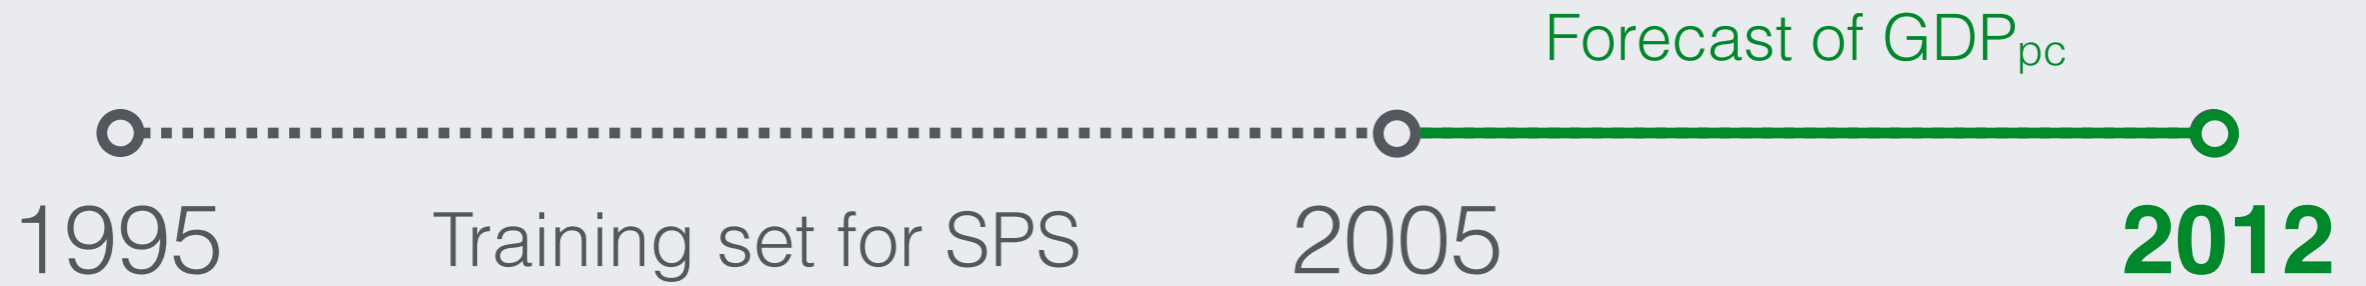 Forecast of GDPpc
1995 Training set for SPS 2005 2012